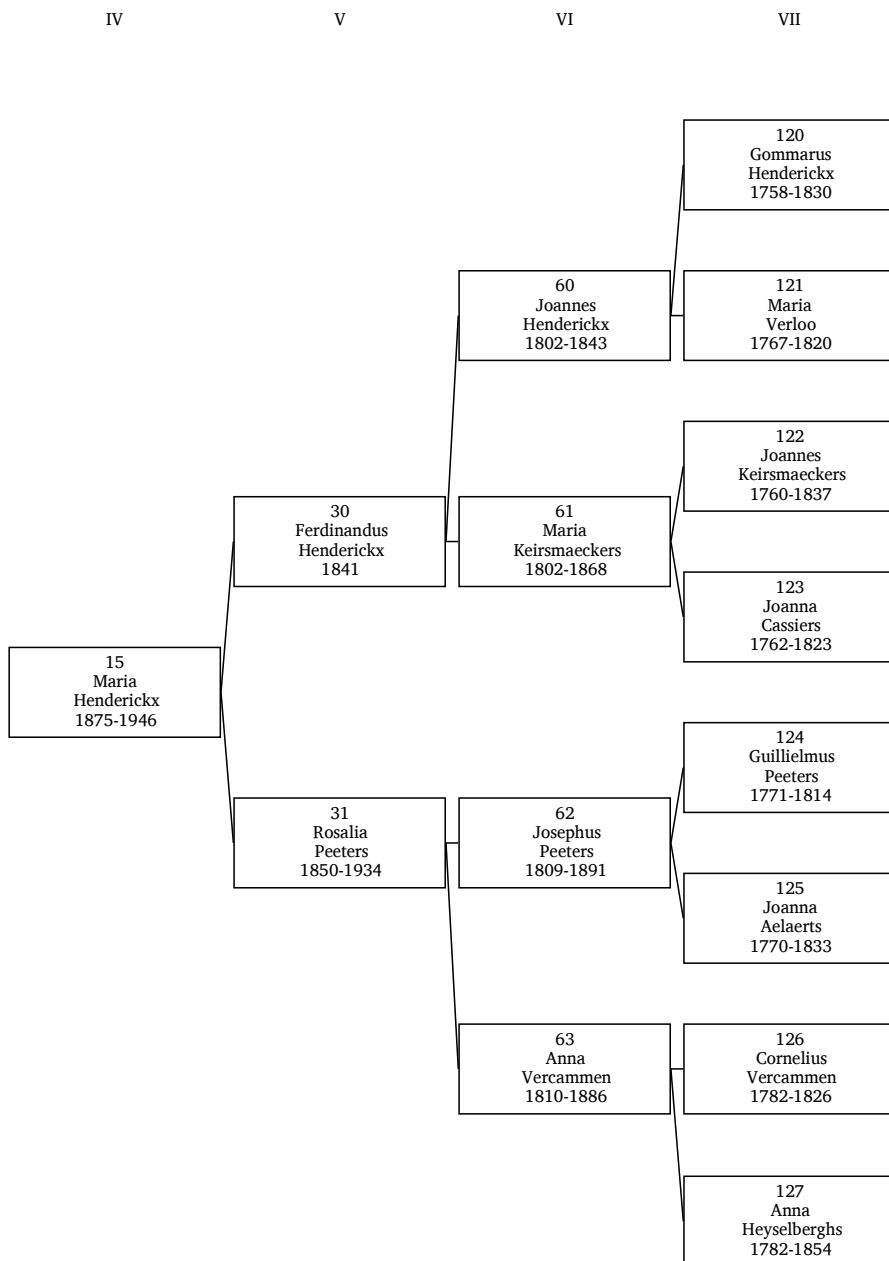 IV V VI VII
120
Gommarus
Henderickx
1758-1830
60
Joannes
Henderickx
1802-1843
121
Maria
Verloo
1767-1820
122
Joannes
Keirsmaeckers
1760-1837
30
Ferdinandus
Henderickx
1841
61
Maria
Keirsmaeckers
1802-1868
123
Joanna
Cassiers
1762-1823
15
Maria
Henderickx
1875-1946
124
Guillielmus
Peeters
1771-1814
31
Rosalia
Peeters
1850-1934
62
Josephus
Peeters
1809-1891
125
Joanna
Aelaerts
1770-1833
63
Anna
Vercammen
1810-1886
126
Cornelius
Vercammen
1782-1826
127
Anna
Heyselberghs
1782-1854